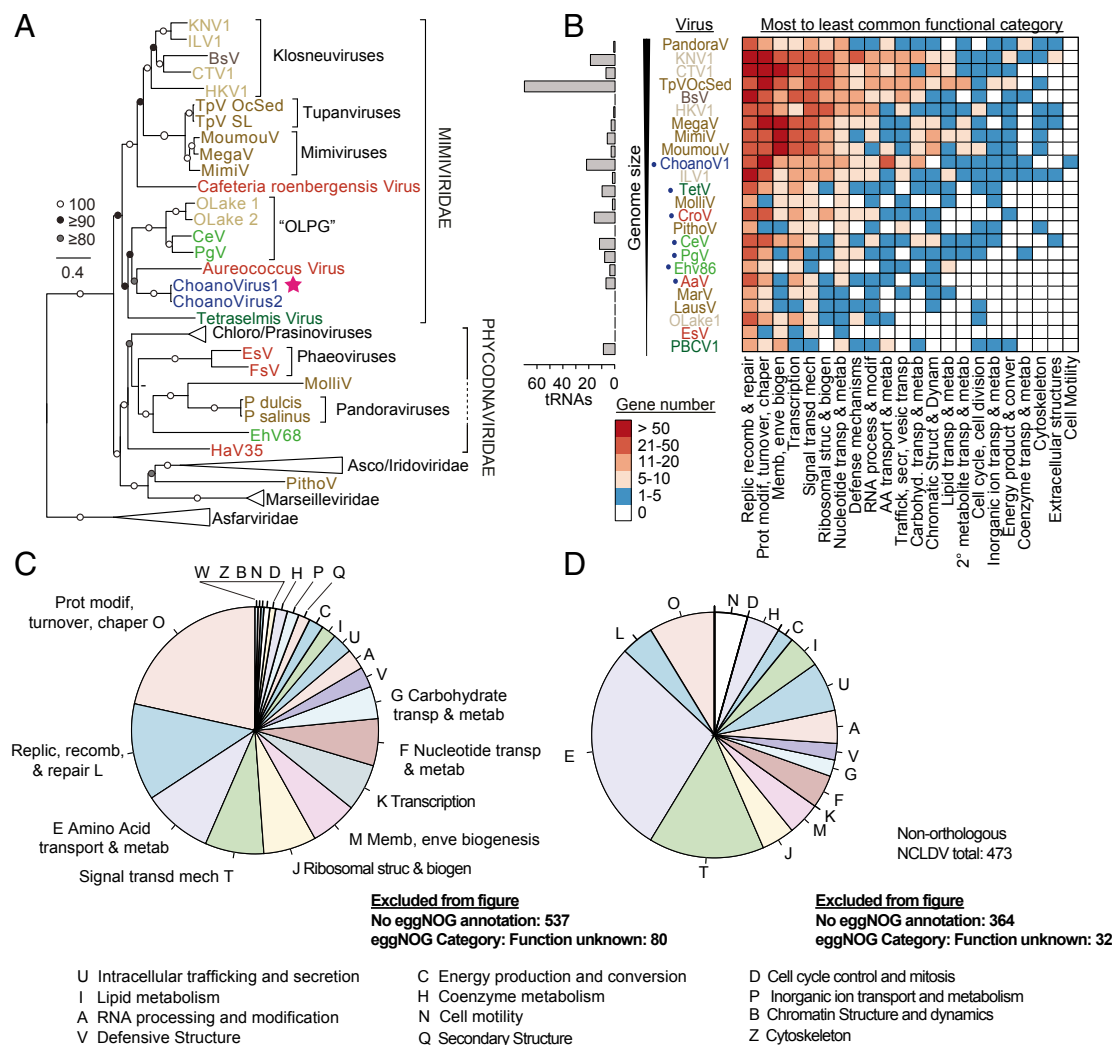 A
KNV1
ILV1
BsV
CTV1
HKV1
Klosneuviruses
TpV OcSed
TpV SL
Tupanviruses
MoumouV
MegaV
MimiV
Mimiviruses
Cafeteria roenbergensis Virus
OLake 1
OLake 2
CeV
PgV
"OLPG"
Aureococcus Virus
ChoanoVirus1
ChoanoVirus2
Tetraselmis Virus
MIMIVIRIDAE
100
≥90
≥80
0.4
Chloro/Prasinoviruses
EsV
FsV
Phaeoviruses
MolliV
P dulcis
P salinus
Pandoraviruses
EhV68
HaV35
PHYCODNAVIRIDAE
Asco/Iridoviridae
PithoV
Marseilleviridae
Asfarviridae
B
Virus
Most to least common functional category
PandoraV
KNV1
CTV1
TpVOcSed
BsV
HKV1
MegaV
MimiV
MoumouV
ChoanoV1
ILV1
TetV
MolliV
CroV
PithoV
CeV
PgV
Ehv86
AaV
MarV
LausV
OLake1
EsV
PBCV1
Genome size
60 40 20 0
tRNAs
Gene number
> 50
21-50
11-20
5-10
1-5
0
Replic recomb & repair
Prot modif, turnover, chaper
Memb, enve biogen
Transcription
Signal transd mech
Ribosomal struc & biogen
Nucleotide transp & metab
Defense mechanisms
RNA process & modif
AA transport & metab
Traffick, secr, vesic transp
Carbohyd. transp & metab
Chromatic Struct & Dynam
Lipid transp & metab
2° metabolite transp & metab
Cell cycle, cell division
Inorganic ion transp & metab
Energy product & conver
Coenzyme transp & metab
Cytoskeleton
Extracellular structures
Cell Motility
C
W Z B N D H P Q
C
I
U
A
V
G Carbohydrate
transp & metab
F Nucleotide transp
& metab
K Transcription
M Memb, enve biogenesis
J Ribosomal struc & biogen
Signal transd mech T
E Amino Acid
transport & metab
Replic, recomb,
& repair L
Prot modif,
turnover, chaper O
D
N
D
H
C
I
U
A
V
G
F
K
M
J
T
E
L
O
Non-orthologous
NCLDV total: 473
Excluded from figure
No eggNOG annotation: 537
eggNOG Category: Function unknown: 80
Excluded from figure
No eggNOG annotation: 364
eggNOG Category: Function unknown: 32
U Intracellular trafficking and secretion
I Lipid metabolism
A RNA processing and modification
V Defensive Structure
C Energy production and conversion
H Coenzyme metabolism
N Cell motility
Q Secondary Structure
D Cell cycle control and mitosis
P Inorganic ion transport and metabolism
B Chromatin Structure and dynamics
Z Cytoskeleton